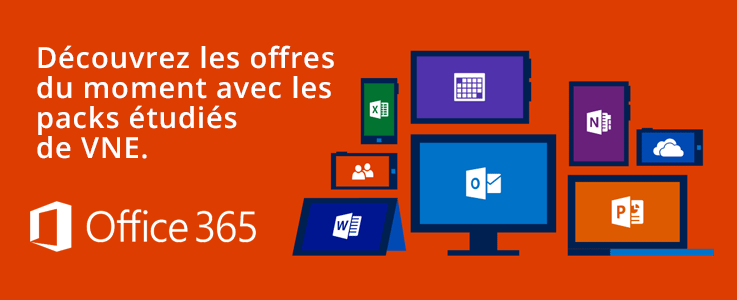 Découvrez les offres
du moment avec les
packs étudiés
de VNE.
Office 365
X
N
O
W
P